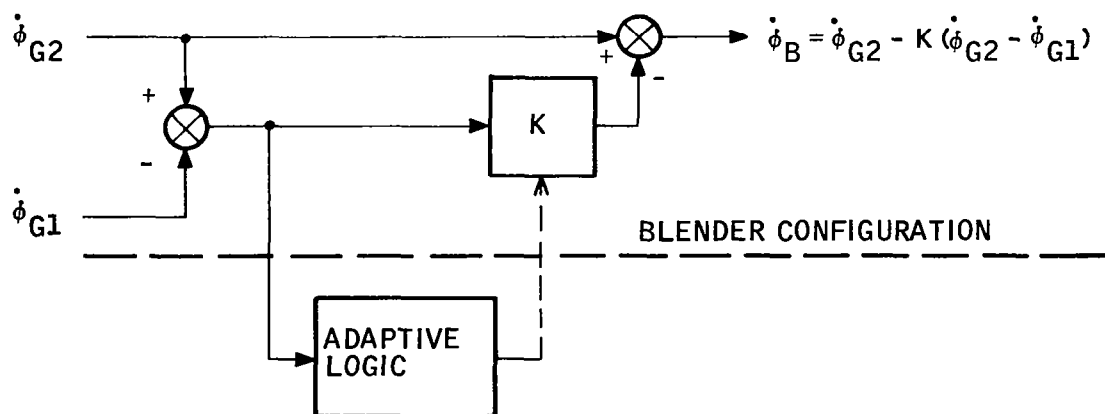 φ̇G2
φ̇B = φ̇G2 - K (φ̇G2 - φ̇G1)
+
-
+
-
K
φ̇G1
BLENDER CONFIGURATION
ADAPTIVE
LOGIC